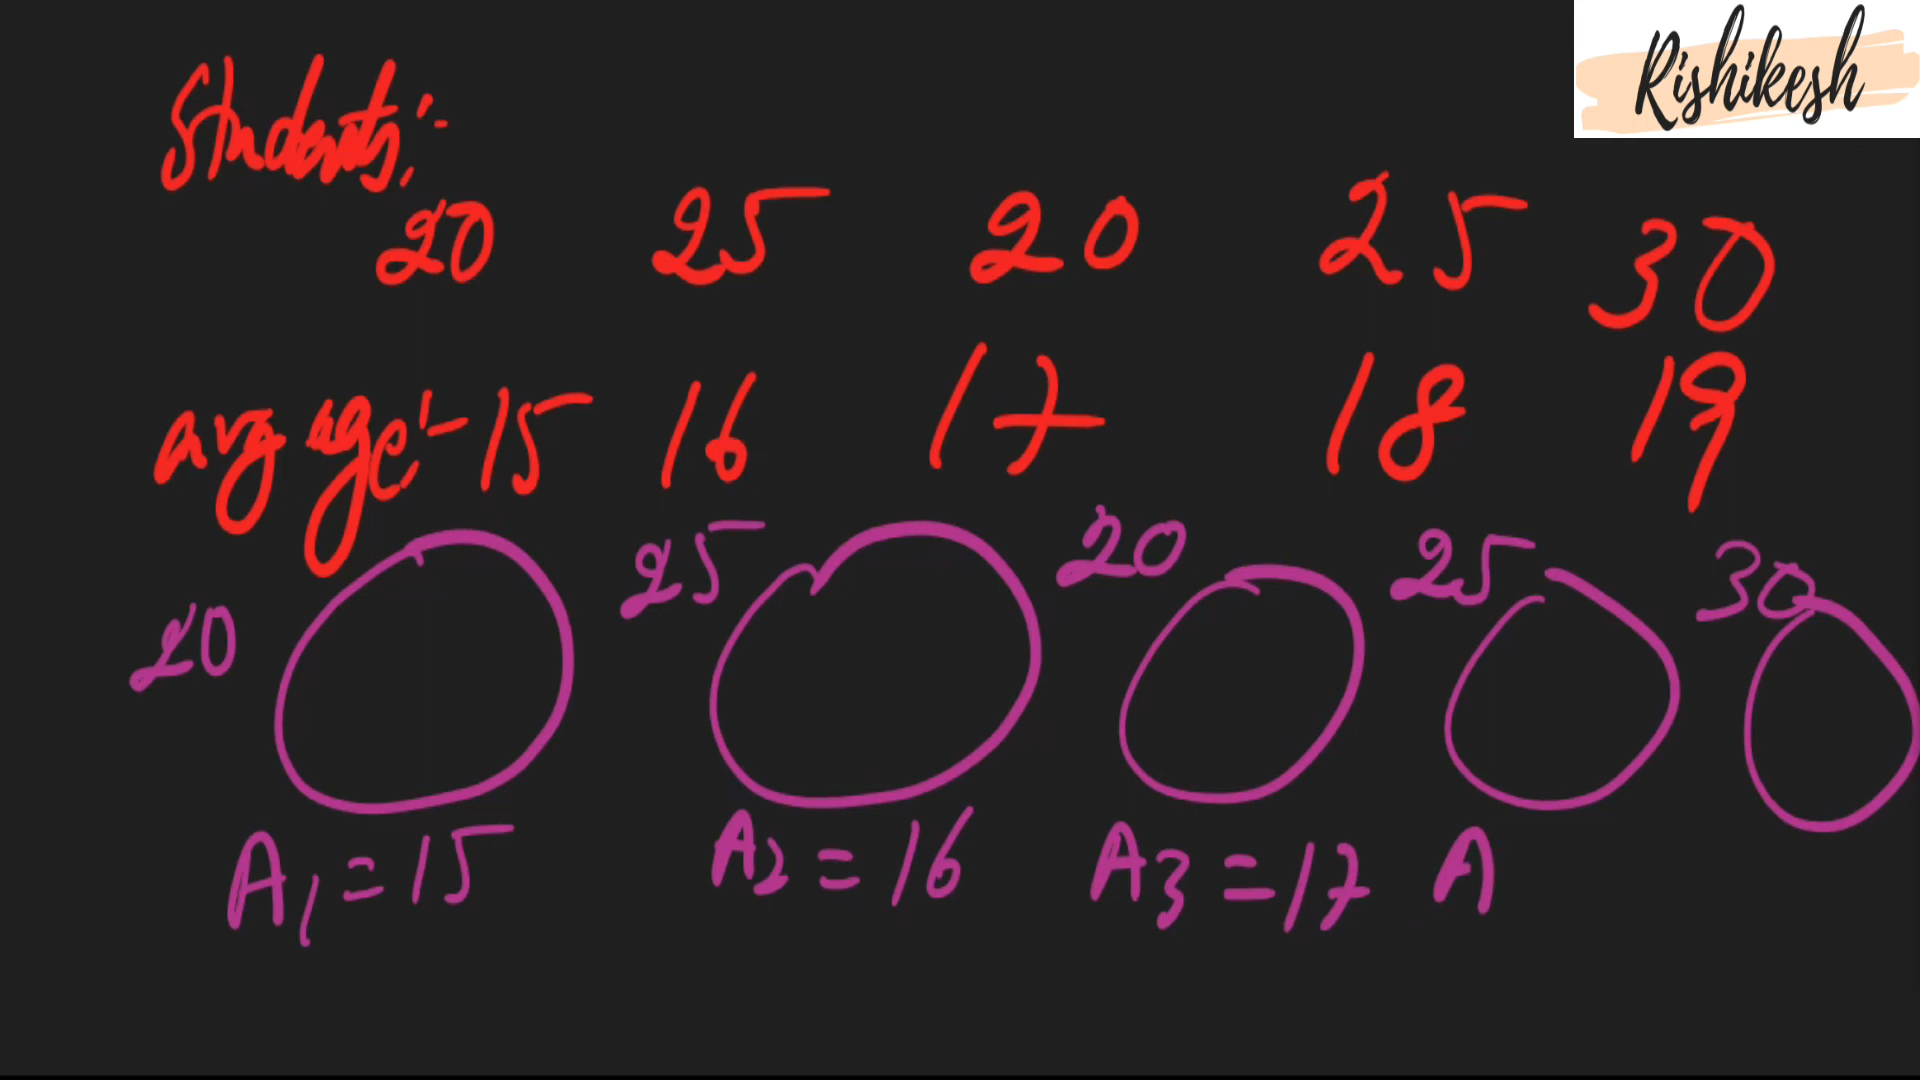 Rishikesh
Students:-
20 25 20 25 30
avg age:- 15 16 17 18 19
20 25 20 25 30
A1 = 15 A2 = 16 A3 = 17 A